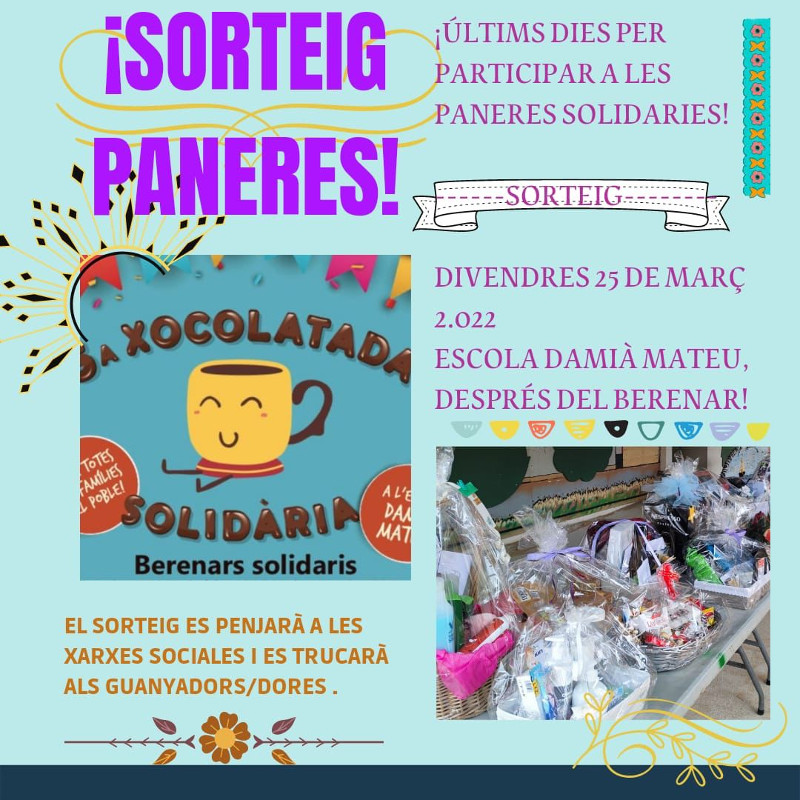 ¡SORTEIG
PANERES!
¡ÚLTIMS DIES PER
PARTICIPAR A LES
PANERES SOLIDARIES!
SORTEIG
DIVENDRES 25 DE MARÇ
2.022
ESCOLA DAMIÀ MATEU,
DESPRÉS DEL BERENAR!
A XOCOLATADA
TOTES
POBLE!
SOLIDÀRIA
A L'E
DAM
MAT
Berenars solidaris
EL SORTEIG ES PENJARÀ A LES
XARXES SOCIALES I ES TRUCARÀ
ALS GUANYADORS/DORES .